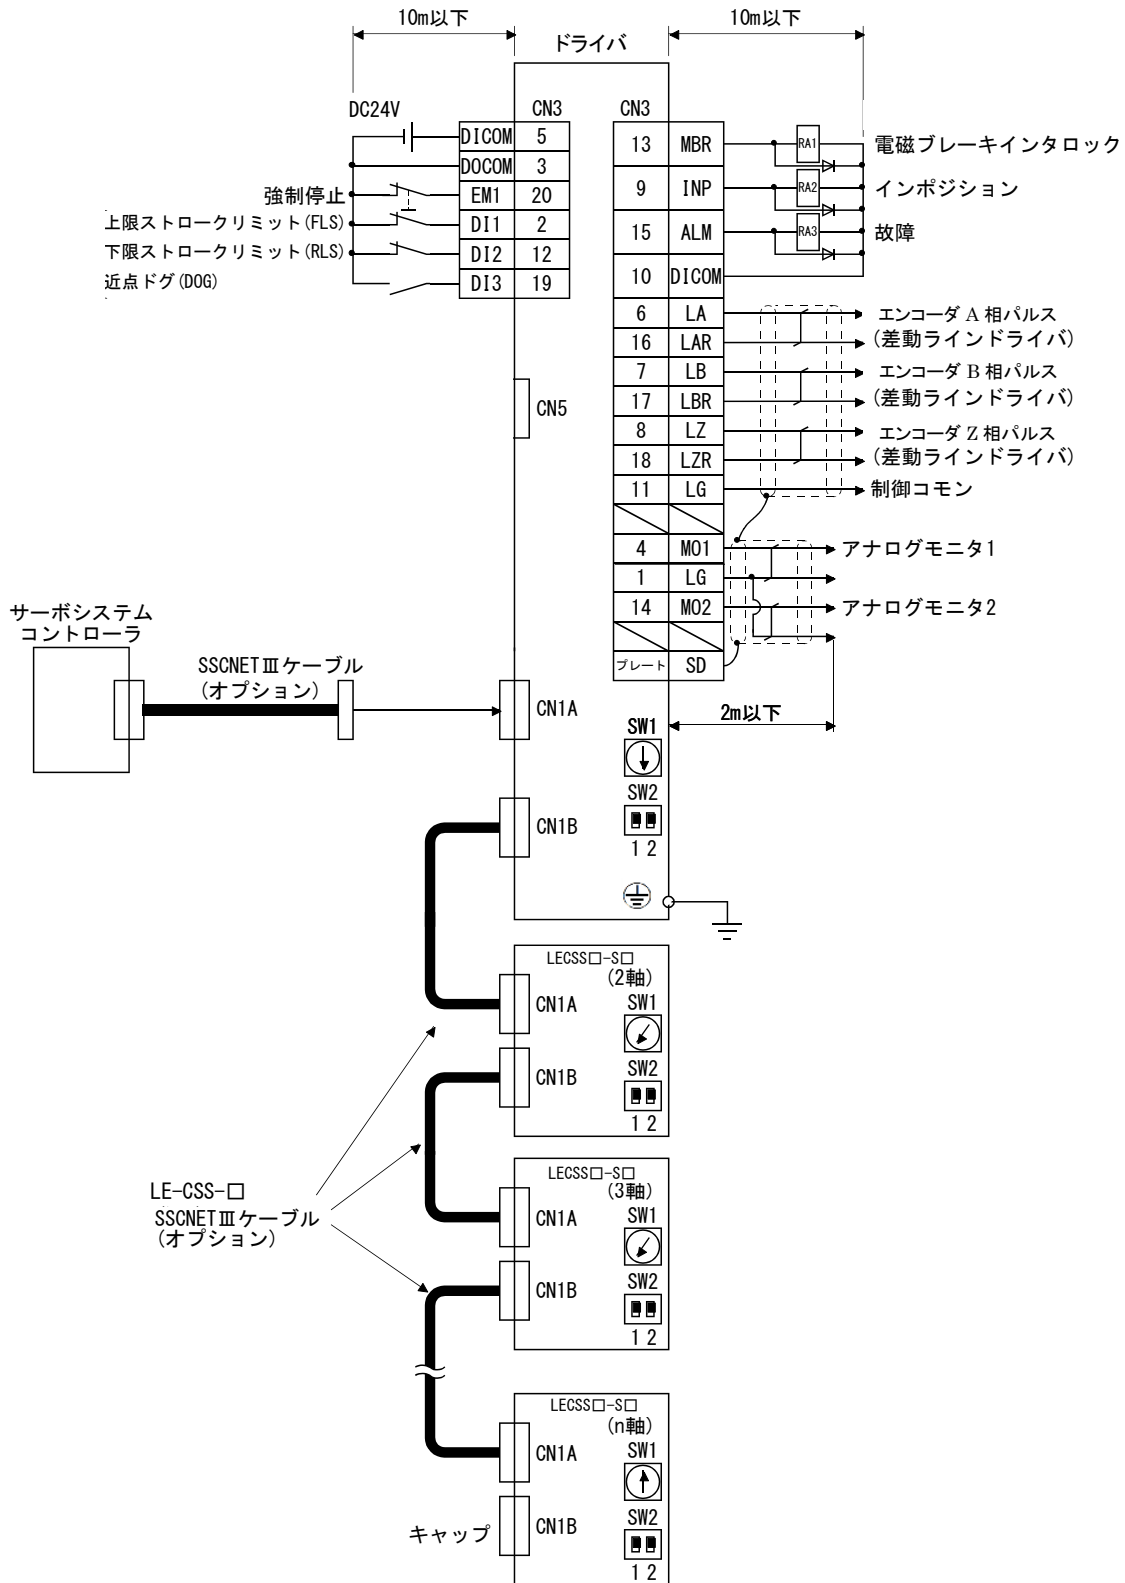 10m以下
10m以下
ドライバ
DC24V
CN3
CN3
DICOM 5
DOCOM 3
強制停止 EM1 20
上限ストロークリミット(FLS) DI1 2
下限ストロークリミット(RLS) DI2 12
近点ドグ(DOG) DI3 19
13 MBR RA1 電磁ブレーキインタロック
9 INP RA2 インポジション
15 ALM RA3 故障
10 DICOM
6 LA エンコーダ A 相パルス
16 LAR (差動ラインドライバ)
7 LB エンコーダ B 相パルス
17 LBR (差動ラインドライバ)
8 LZ エンコーダ Z 相パルス
18 LZR (差動ラインドライバ)
11 LG 制御コモン
4 MO1 アナログモニタ1
1 LG
14 MO2 アナログモニタ2
プレート SD
2m以下
CN5
サーボシステム
コントローラ
SSCNETⅢケーブル
(オプション)
CN1A
SW1
SW2
1 2
CN1B
LECSS□-S□
(2軸)
CN1A
SW1
CN1B
SW2
1 2
LE-CSS-□
SSCNETⅢケーブル
(オプション)
LECSS□-S□
(3軸)
CN1A
SW1
CN1B
SW2
1 2
LECSS□-S□
(n軸)
CN1A
SW1
キャップ
CN1B
SW2
1 2